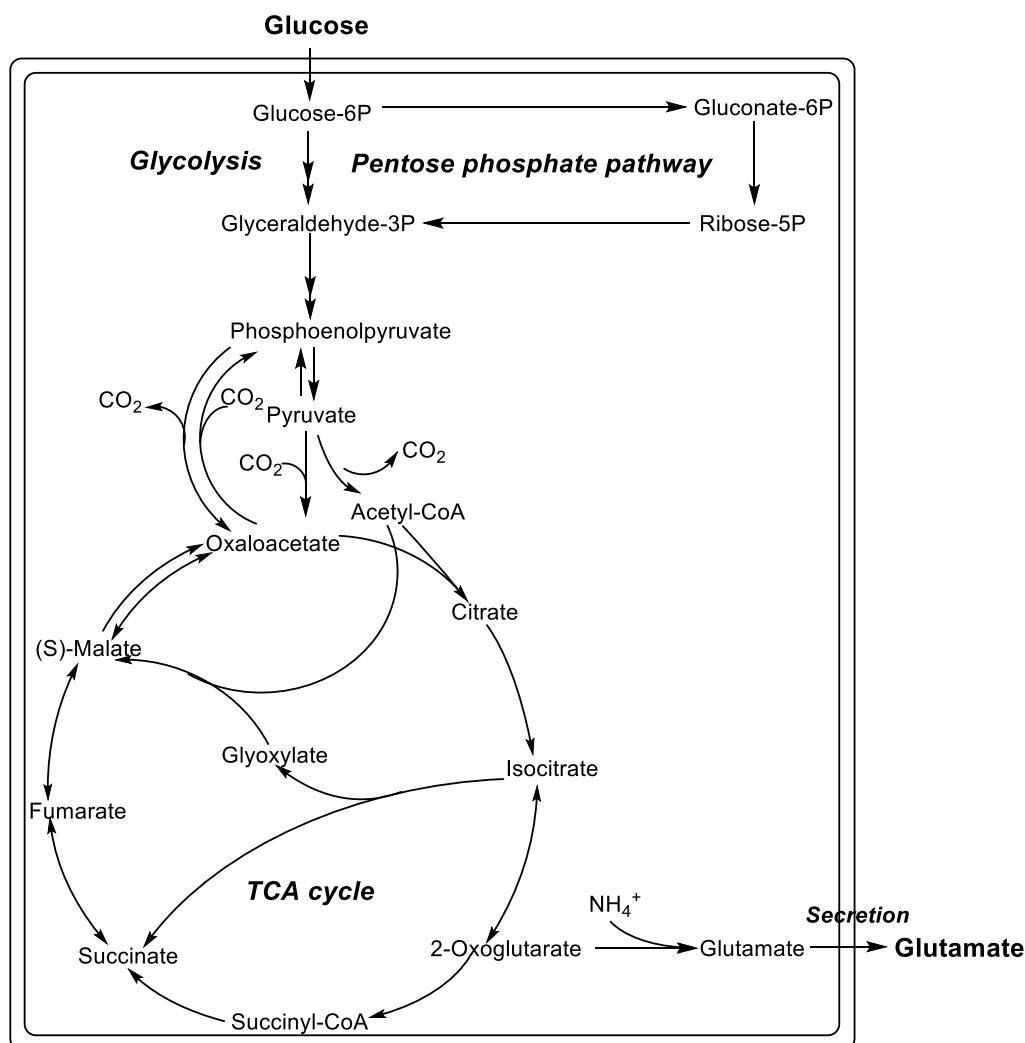 Glucose
Glucose-6P
Gluconate-6P
Glycolysis
Pentose phosphate pathway
Glyceraldehyde-3P
Ribose-5P
Phosphoenolpyruvate
CO2
CO2
Pyruvate
CO2
CO2
Acetyl-CoA
Oxaloacetate
Citrate
(S)-Malate
Glyoxylate
Isocitrate
Fumarate
TCA cycle
NH4+
Secretion
Succinate
2-Oxoglutarate
Glutamate
Glutamate
Succinyl-CoA